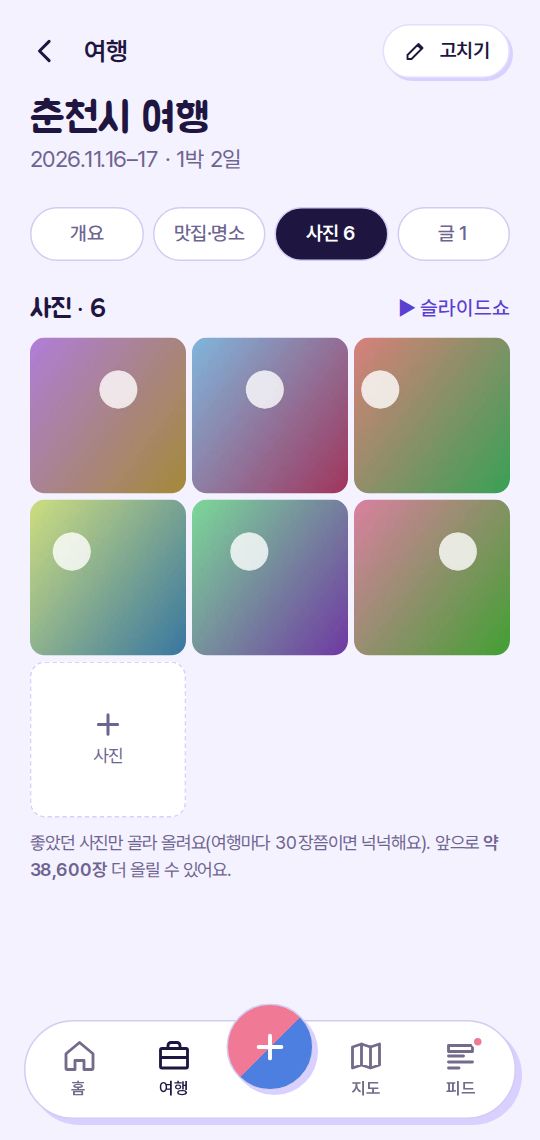 여행
고치기
춘천시 여행
2026.11.16–17 · 1박 2일
개요
맛집·명소
사진 6
글 1
사진 · 6
▶ 슬라이드쇼
사진
좋았던 사진만 골라 올려요(여행마다 30장쯤이면 넉넉해요). 앞으로 약
38,600장 더 올릴 수 있어요.
홈
여행
지도
피드